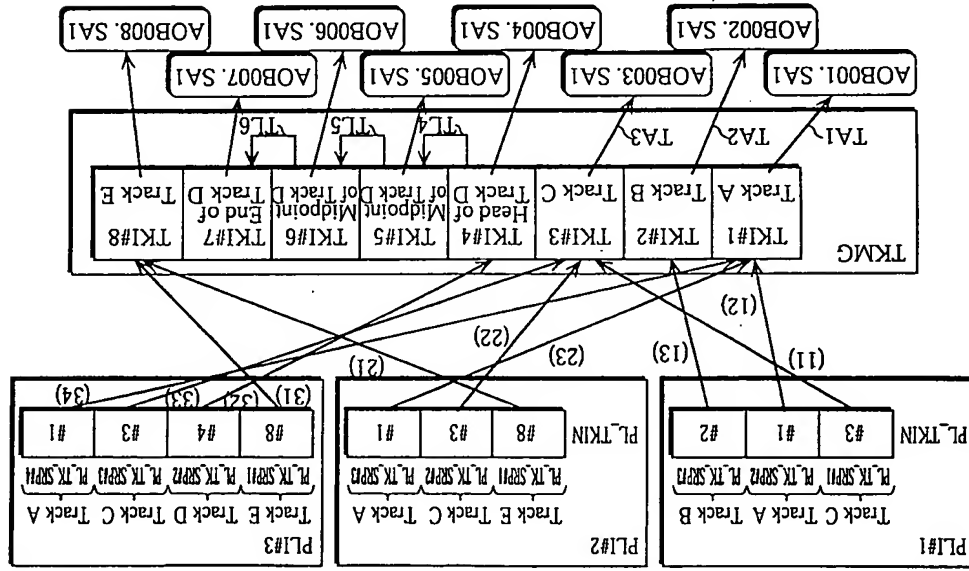 PLI#1
Track C Track A Track B
PL_TK_SRP#1 PL_TK_SRP#2 PL_TK_SRP#3
PL_TKIN #3 #1 #2
(11) (12) (13)
PLI#2
Track E Track C Track A
PL_TK_SRP#1 PL_TK_SRP#2 PL_TK_SRP#3
PL_TKIN #8 #3 #1
(21) (22) (23)
PLI#3
Track E Track D Track C Track A
PL_TK_SRP#1 PL_TK_SRP#2 PL_TK_SRP#3 PL_TK_SRP#4
#8 #4 #3 #1
(31) (32) (33) (34)
TKMG
TKI#1 TKI#2 TKI#3 TKI#4 TKI#5 TKI#6 TKI#7 TKI#8
Track A
Track B
Track C
Head of
Track D
Midpoint
of Track D
Midpoint
of Track D
End of
Track D
Track E
TA1 TA2 TA3 TL4 TL5 TL6
AOB001. SA1 AOB003. SA1 AOB005. SA1 AOB007. SA1
AOB002. SA1 AOB004. SA1 AOB006. SA1 AOB008. SA1